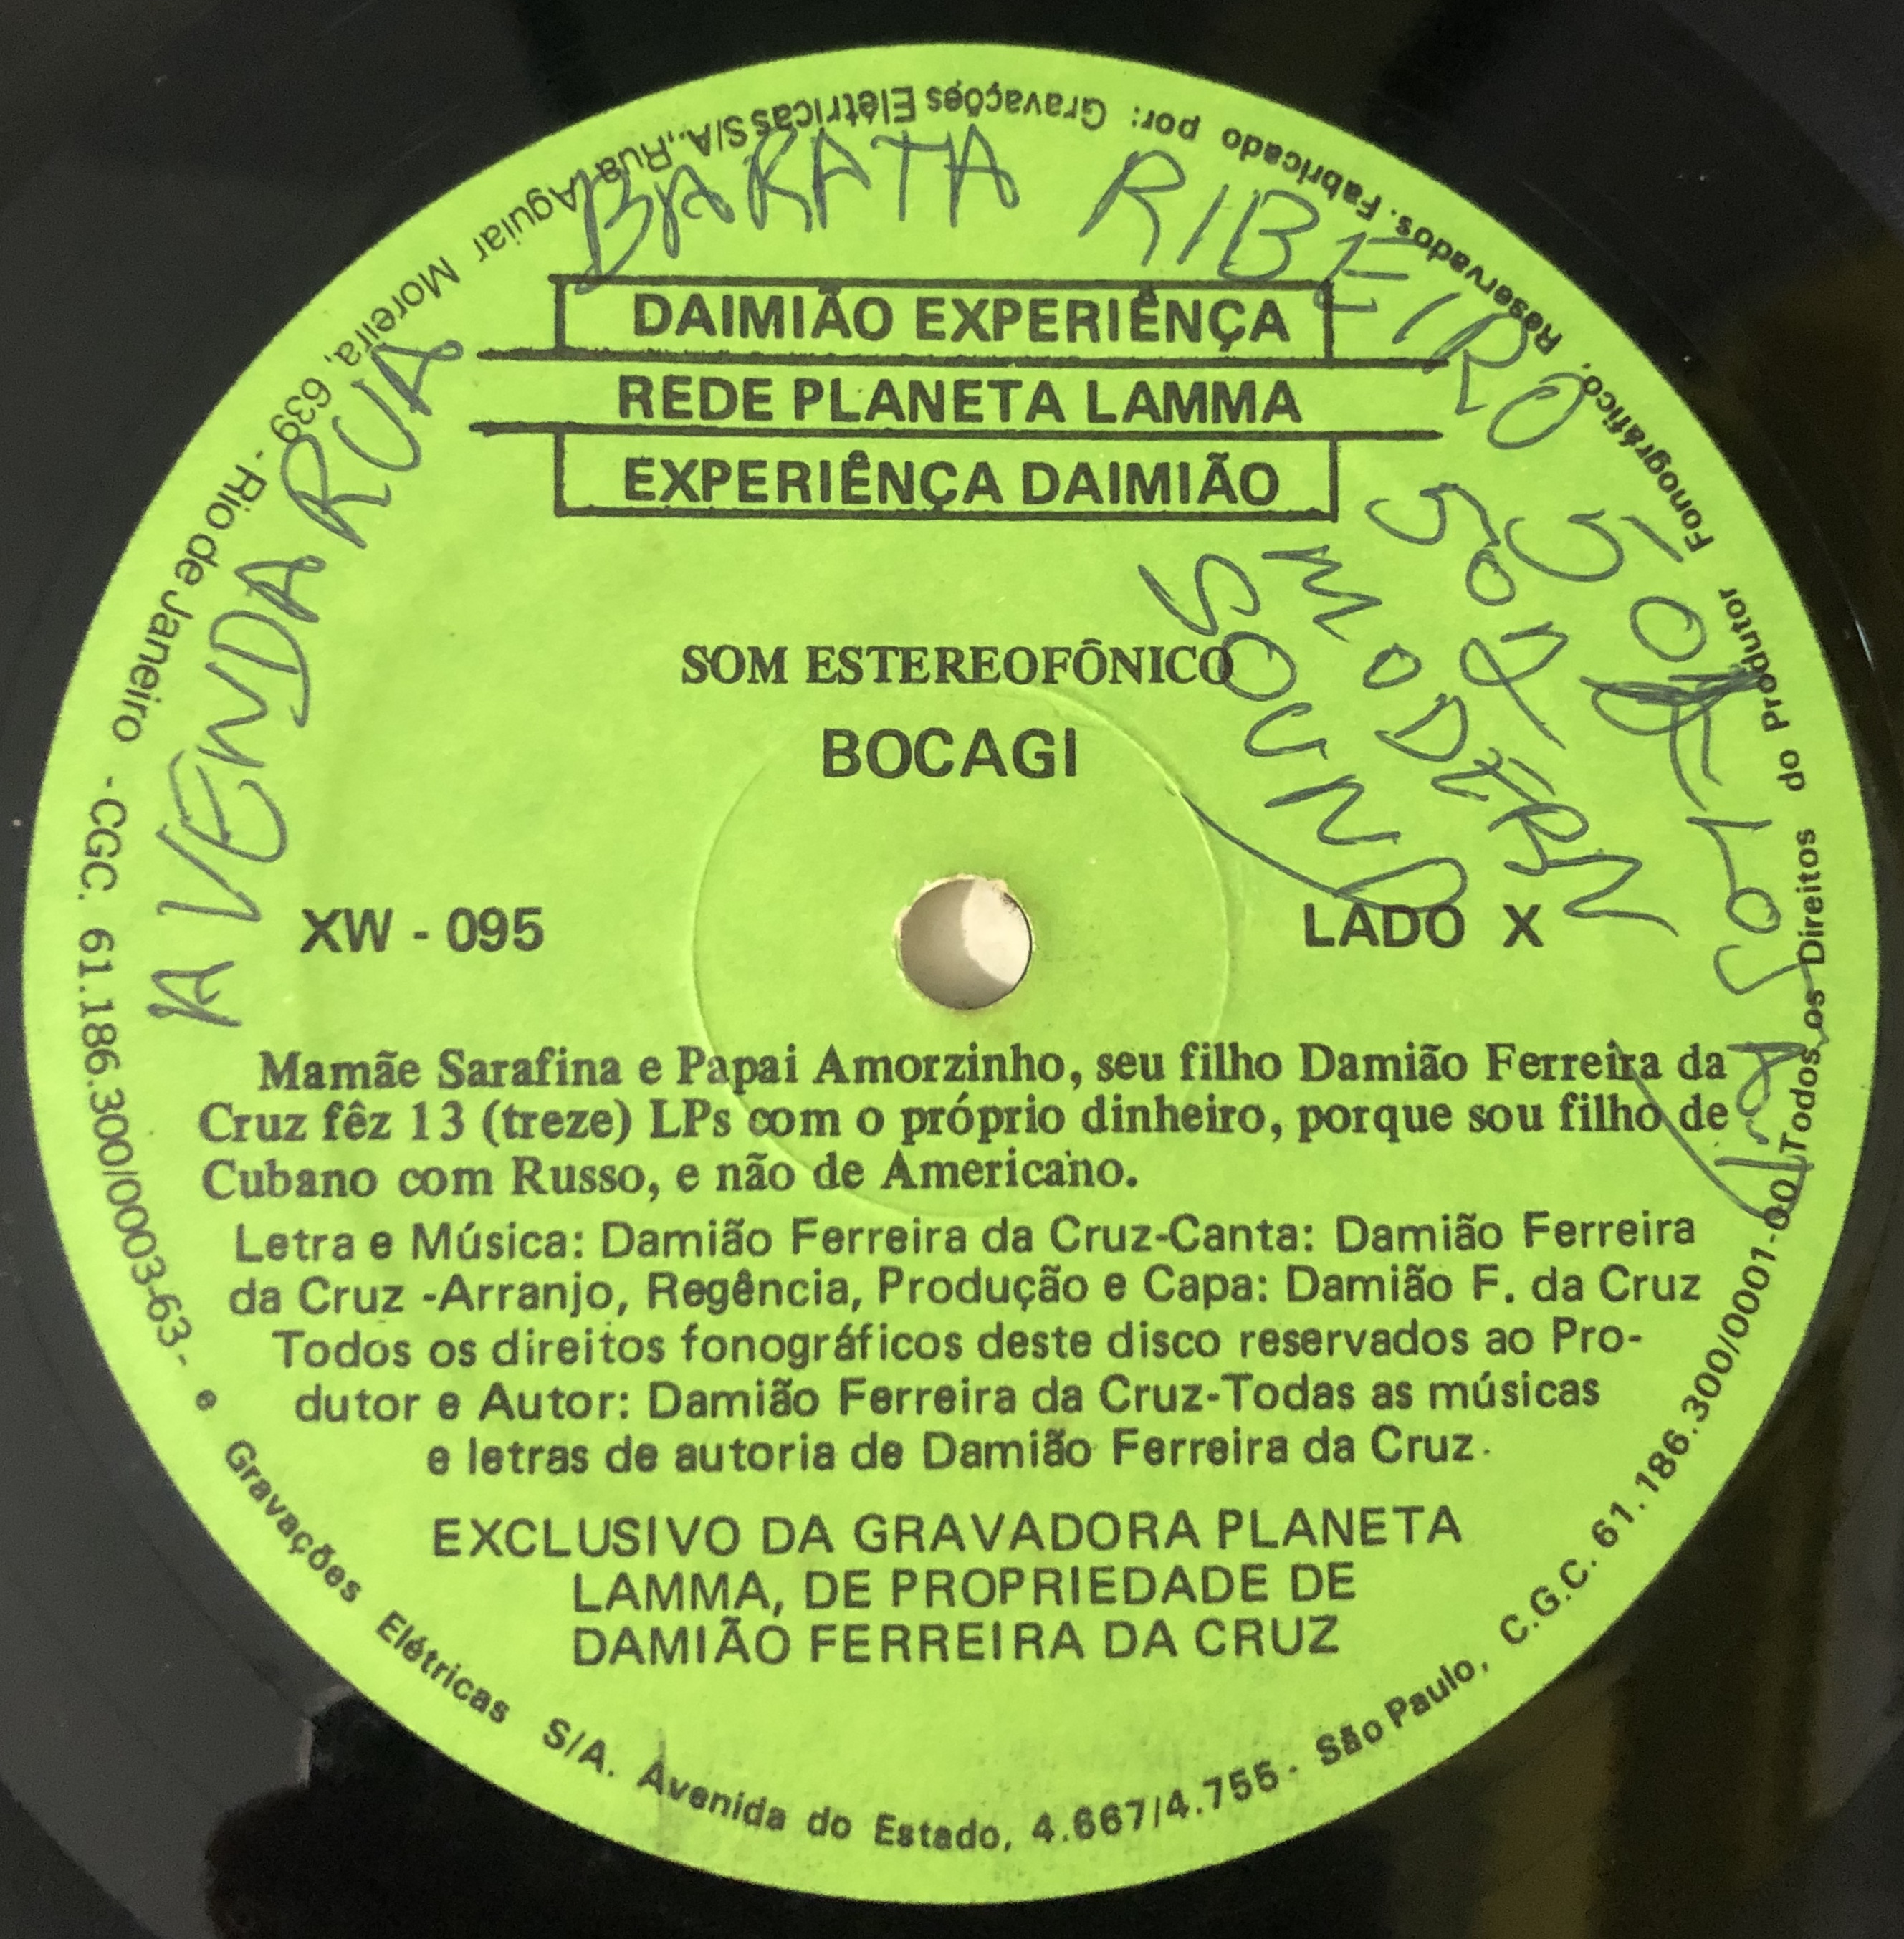 DAIMIÃO EXPERIÊNÇA
REDE PLANETA LAMMA
EXPERIÊNÇA DAIMIÃO
SOM ESTEREOFÔNICO
BOCAGI
XW - 095
LADO X
Mamãe Sarafina e Papai Amorzinho, seu filho Damião Ferreira da
Cruz fêz 13 (treze) LPs com o próprio dinheiro, porque sou filho de
Cubano com Russo, e não de Americano.
Letra e Música: Damião Ferreira da Cruz-Canta: Damião Ferreira
da Cruz -Arranjo, Regência, Produção e Capa: Damião F. da Cruz
Todos os direitos fonográficos deste disco reservados ao Pro-
dutor e Autor: Damião Ferreira da Cruz-Todas as músicas
e letras de autoria de Damião Ferreira da Cruz.
EXCLUSIVO DA GRAVADORA PLANETA
LAMMA, DE PROPRIEDADE DE
DAMIÃO FERREIRA DA CRUZ
Todos os Direitos do Produtor Fonográfico, Reservados. Fabricado por: Gravações Elétricas S/A., Rua Aguiar Moreira, 639 - Rio de Janeiro - CGC. 61.186.300/0003-63 - e Gravações Elétricas S/A. Avenida do Estado, 4.667/4.755 - São Paulo, C.G.C. 61.186.300/0001-00
A VENDA RUA BARATA RIBEIRO
LOJA
MODERN
SOUND